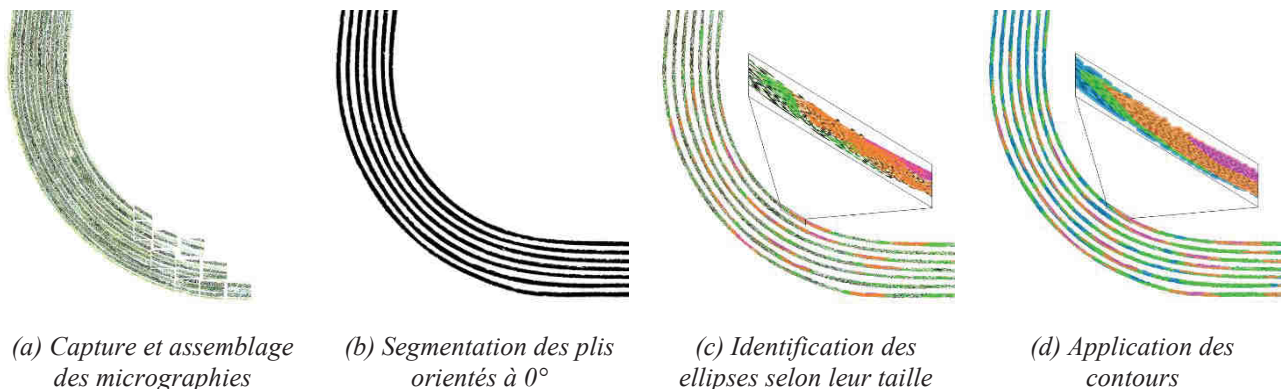 (a) Capture et assemblage
des micrographies
(b) Segmentation des plis
orientés à 0°
(c) Identification des
ellipses selon leur taille
(d) Application des
contours